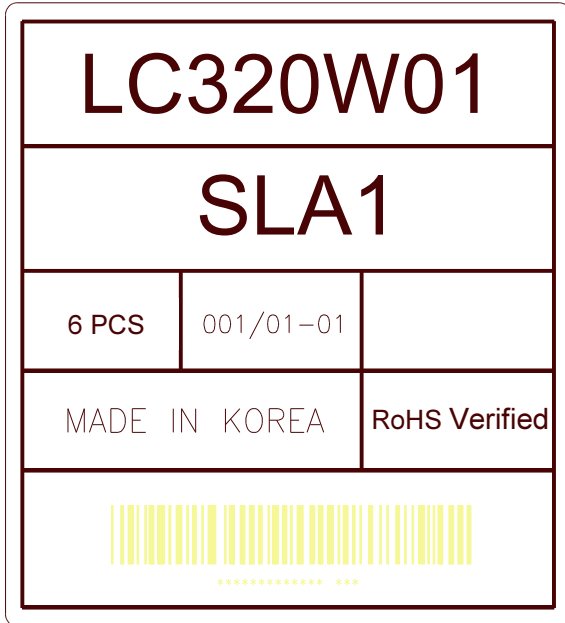 LC320W01
SLA1
6 PCS
001/01-01
MADE IN KOREA
RoHS Verified